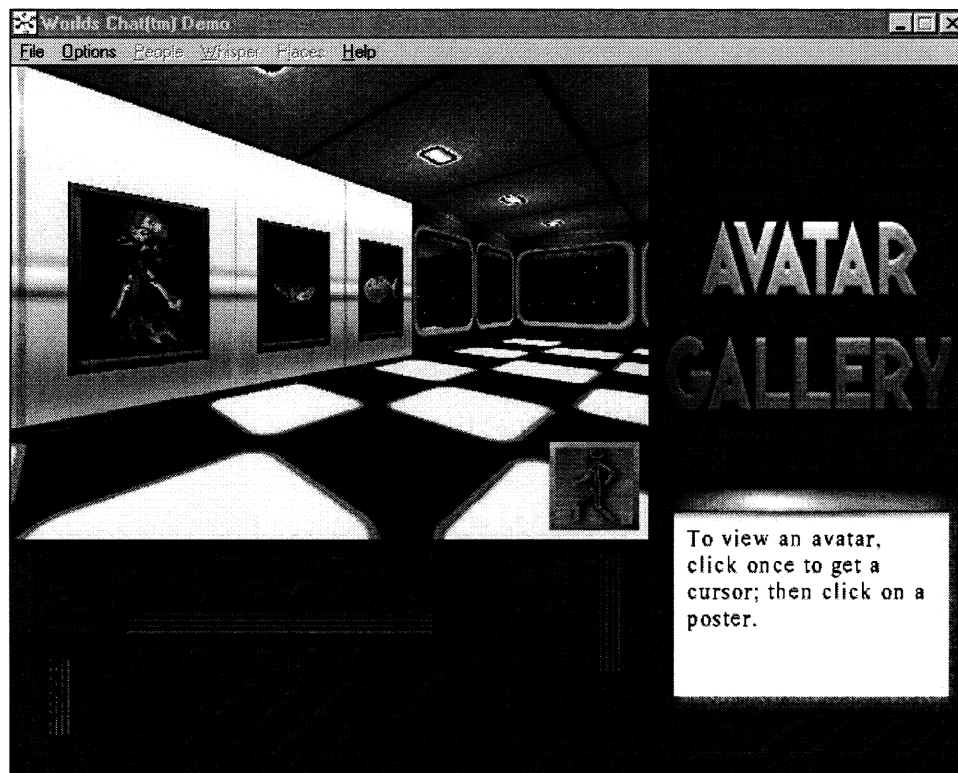 Worlds Chat(tm) Demo
File Options People Whisper Places Help
AVATAR
GALLERY
To view an avatar,
click once to get a
cursor; then click on a
poster.